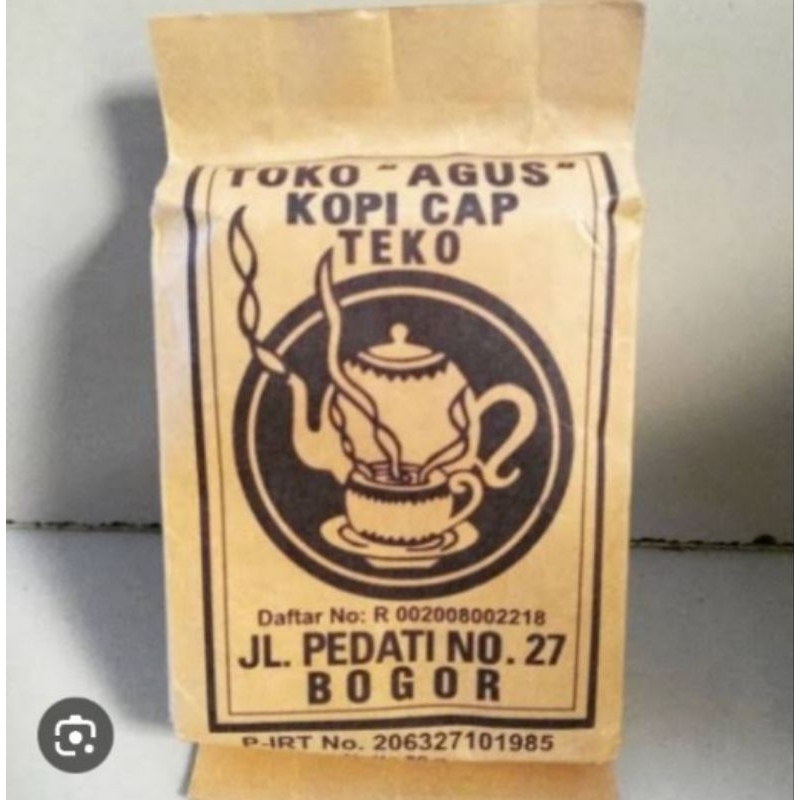 TOKO "AGUS"
KOPI CAP
TEKO
Daftar No: R 002008002218
JL. PEDATI NO. 27
BOGOR
P-IRT No. 206327101985